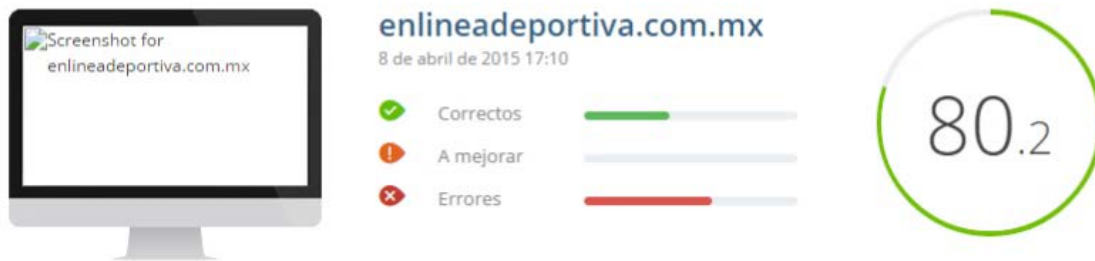 Screenshot for
enlineadeportiva.com.mx
enlineadeportiva.com.mx
8 de abril de 2015 17:10
Correctos
A mejorar
Errores
80.2